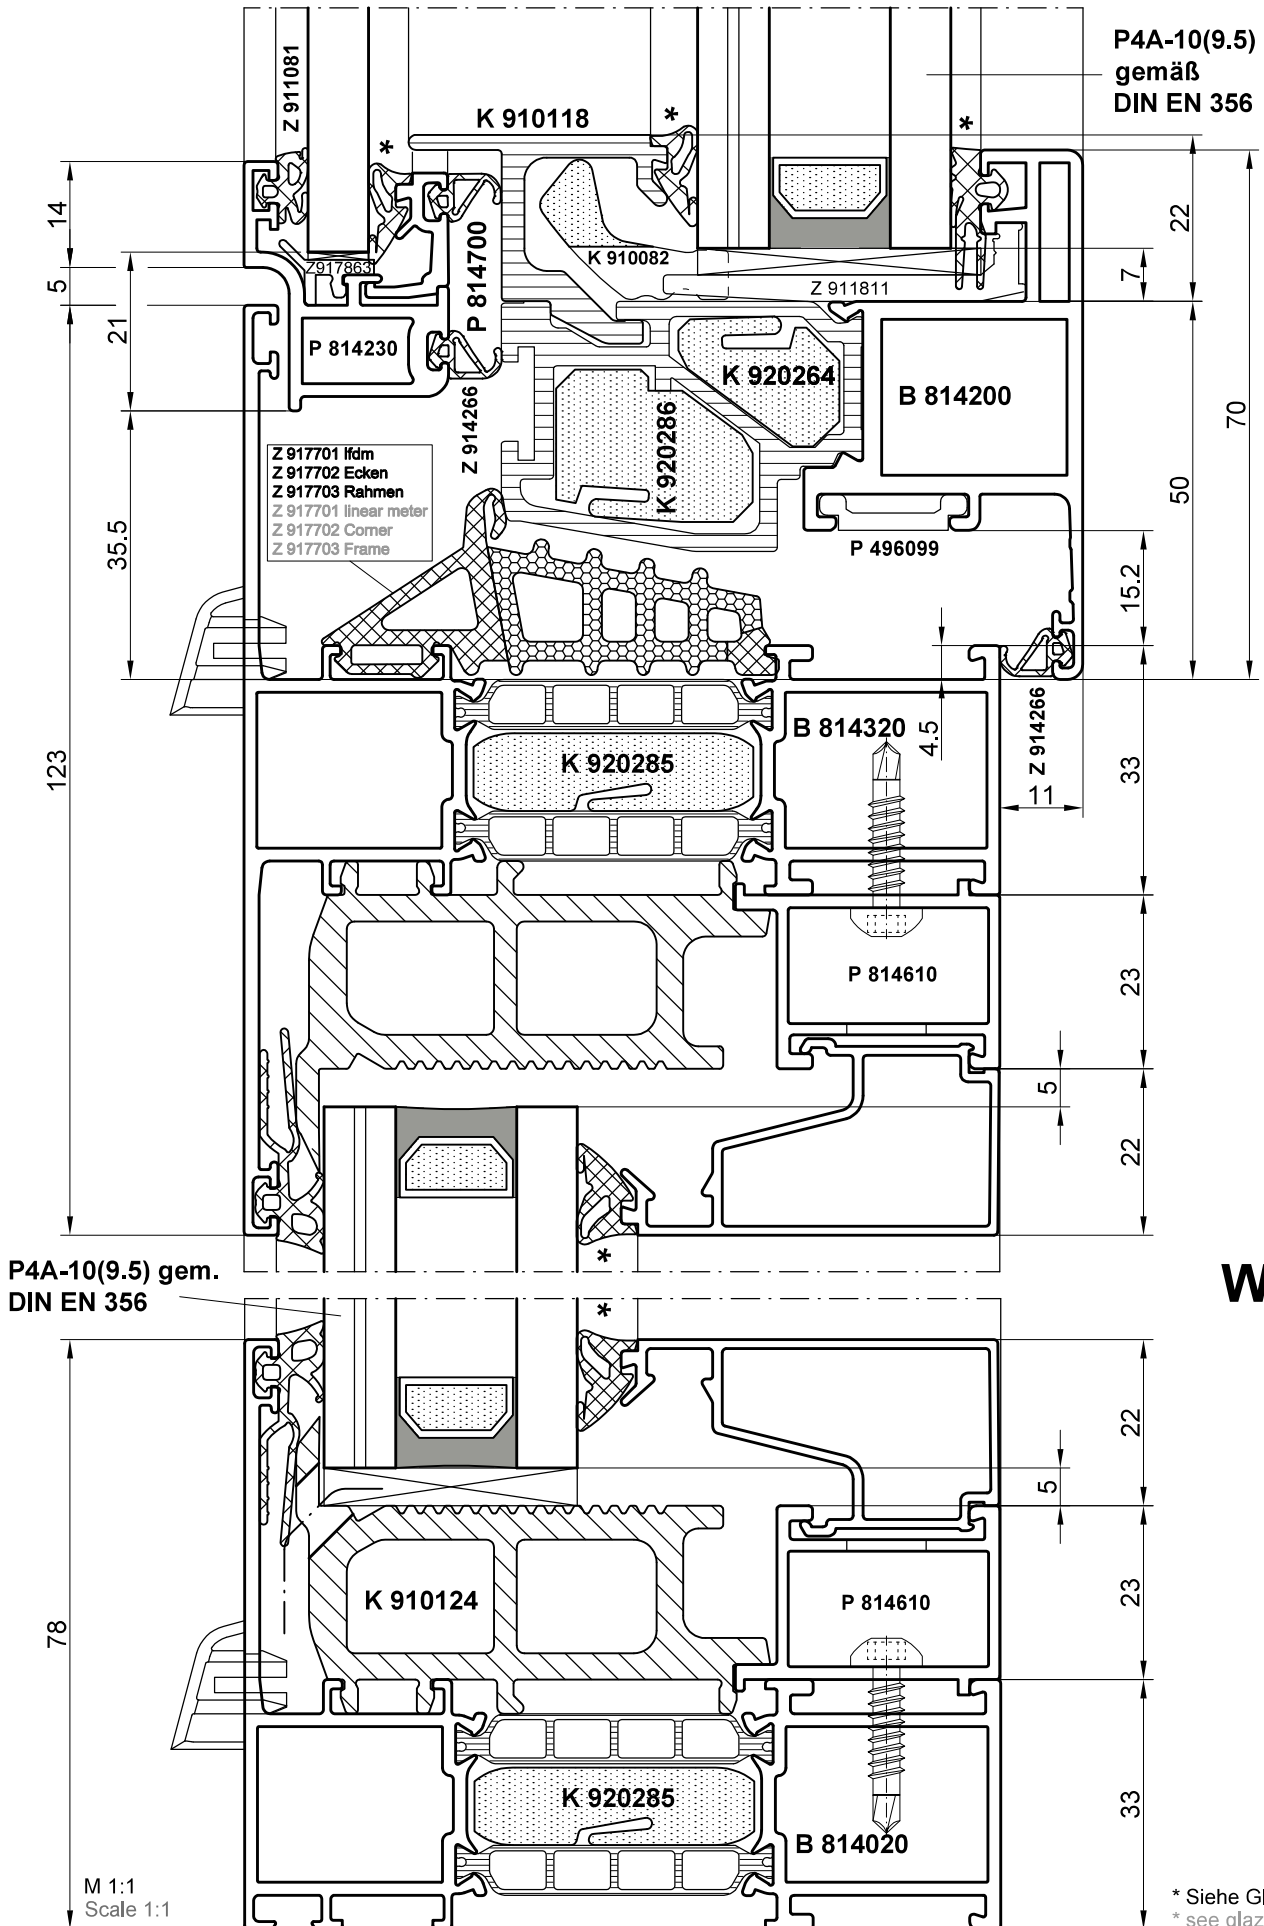 P4A-10(9.5)
gemäß
DIN EN 356
Z 911081
*
K 910118
*
*
14
5
21
22
7
K 910082
Z 911811
Z917863
P 814700
P 814230
K 920264
B 814200
70
50
Z 914266
K 920286
Z 917701 lfdm
Z 917702 Ecken
Z 917703 Rahmen
Z 917701 linear meter
Z 917702 Corner
Z 917703 Frame
35.5
P 496099
15.2
123
B 814320
4.5
Z 914266
K 920285
33
11
P 814610
23
5
22
P4A-10(9.5) gem.
DIN EN 356
*
*
W
22
5
78
K 910124
P 814610
23
K 920285
B 814020
33
M 1:1
Scale 1:1
* Siehe Gl
* see glaz